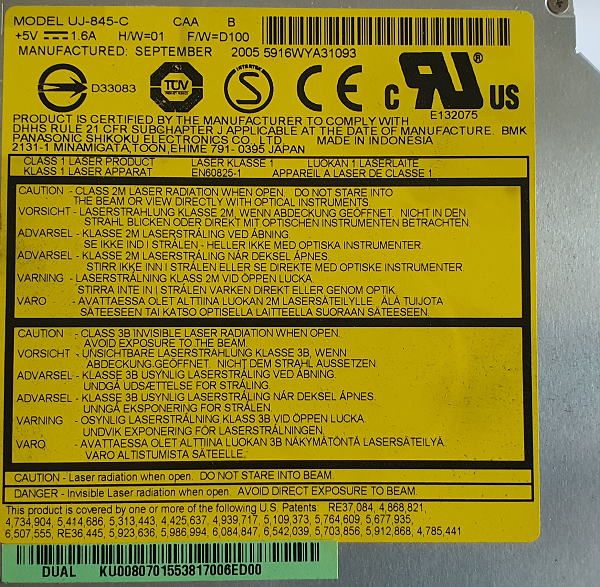 MODEL UJ-845-C CAA B
+5V 1.6A H/W=01 F/W=D100
MANUFACTURED: SEPTEMBER 2005 5916WYA31093
D33083
TÜV
INTERTEK
S
CE
c RU US
®
E132075
PRODUCT IS CERTIFIED BY THE MANUFACTURER TO COMPLY WITH
DHHS RULE 21 CFR SUBCHAPTER J APPLICABLE AT THE DATE OF MANUFACTURE. BMK
PANASONIC SHIKOKU ELECTRONICS CO., LTD MADE IN INDONESIA
2131-1 MINAMIGATA,TOON,EHIME 791- 0395 JAPAN
CLASS 1 LASER PRODUCT LASER KLASSE 1 LUOKAN 1 LASERLAITE
KLASS 1 LASER APPARAT EN60825-1 APPAREIL A LASER DE CLASSE 1
CAUTION - CLASS 2M LASER RADIATION WHEN OPEN. DO NOT STARE INTO
THE BEAM OR VIEW DIRECTLY WITH OPTICAL INSTRUMENTS.
VORSICHT - LASERSTRAHLUNG KLASSE 2M, WENN ABDECKUNG GEÖFFNET. NICHT IN DEN
STRAHL BLICKEN ODER DIREKT MIT OPTISCHEN INSTRUMENTEN BETRACHTEN.
ADVARSEL - KLASSE 2M LASERSTRÅLING VED ÅBNING.
SE IKKE IND I STRÅLEN - HELLER IKKE MED OPTISKA INSTRUMENTER.
ADVARSEL - KLASSE 2M LASERSTRÅLING NÅR DEKSEL ÅPNES.
STIRR IKKE INN I STRÅLEN ELLER SE DIREKTE MED OPTISKE INSTRUMENTER.
VARNING - LASERSTRÅLNING KLASS 2M VID ÖPPEN LUCKA.
STIRRA INTE IN I STRÅLEN VARKEN DIREKT ELLER GENOM OPTIK.
VARO - AVATTAESSA OLET ALTTIINA LUOKAN 2M LASERSÄTEILYLLE. ÄLÄ TUIJOTA
SÄTEESEEN TAI KATSO OPTISELLA LAITTEELLA SUORAAN SÄTEESEEN.
CAUTION - CLASS 3B INVISIBLE LASER RADIATION WHEN OPEN.
AVOID EXPOSURE TO THE BEAM.
VORSICHT - UNSICHTBARE LASERSTRAHLUNG KLASSE 3B, WENN
ABDECKUNG.GEÖFFNET. NICHT DEM STRAHL AUSSETZEN
ADVARSEL - KLASSE 3B USYNLIG LASERSTRÅLING VED ÅBNING.
UNDGÅ UDSÆTTELSE FOR STRÅLING.
ADVARSEL - KLASSE 3B USYNLIG LASERSTRÅLING NÅR DEKSEL ÅPNES.
UNNGÅ EKSPONERING FOR STRÅLEN.
VARNING - OSYNLIG LASERSTRÅLNING KLASS 3B VID ÖPPEN LUCKA.
UNDVIK EXPONERING FÖR LASERSTRÅLNINGEN.
VARO - AVATTAESSA OLET ALTTIINA LUOKAN 3B NÄKYMÄTÖNTÄ LASERSÄTEILYÄ.
VARO ALTISTUMISTA SÄTEELLE.
CAUTION - Laser radiation when open. DO NOT STARE INTO BEAM.
DANGER - Invisible Laser radiation when open. AVOID DIRECT EXPOSURE TO BEAM.
This product is covered by one or more of the following U.S. Patents: RE37,084, 4,868,821,
4,734,904, 5,414,686, 5,313,443, 4,425,637, 4,939,717, 5,109,373, 5,764,609, 5,677,935,
6,507,555, RE36,445, 5,923,636, 5,986,994, 6,084,847, 6,542,039, 5,703,856, 5,912,868, 4,785,441
DUAL KU0080701553817006ED00